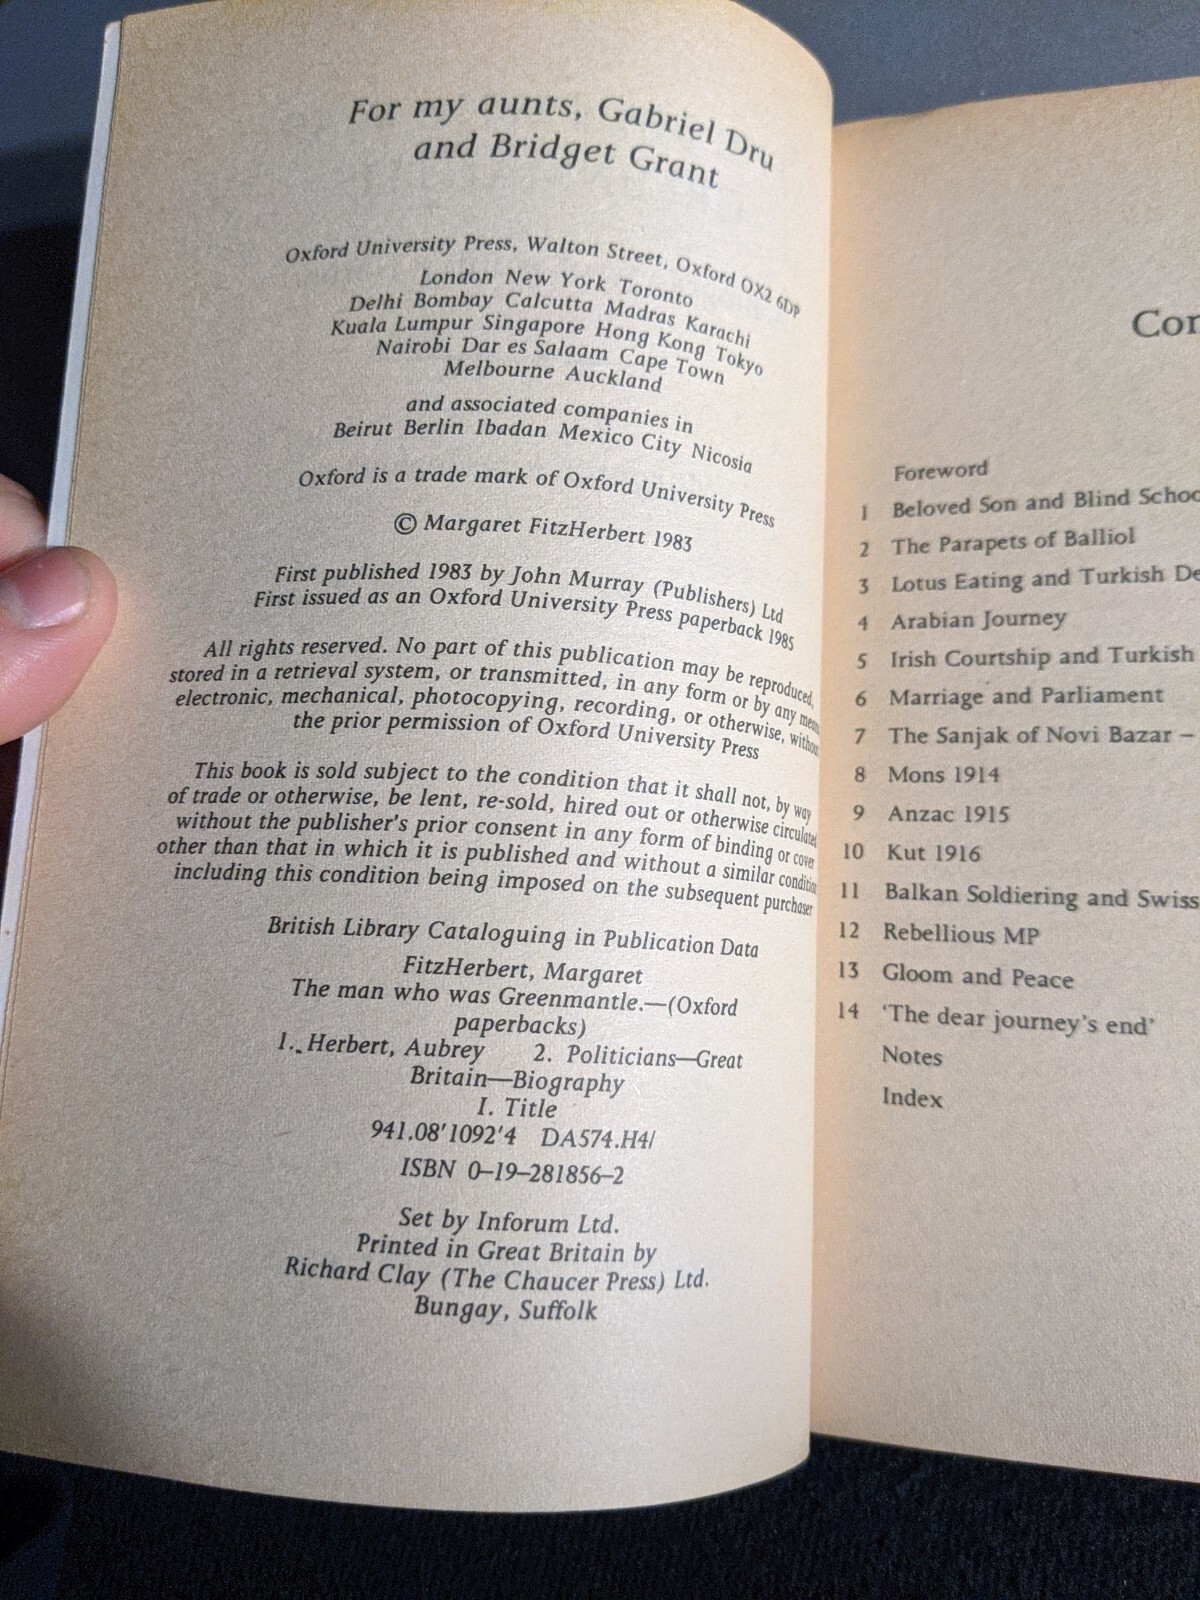 For my aunts, Gabriel Dru
and Bridget Grant
Oxford University Press, Walton Street, Oxford OX2 6DP
London New York Toronto
Delhi Bombay Calcutta Madras Karachi
Kuala Lumpur Singapore Hong Kong Tokyo
Nairobi Dar es Salaam Cape Town
Melbourne Auckland
and associated companies in
Beirut Berlin Ibadan Mexico City Nicosia
Oxford is a trade mark of Oxford University Press
© Margaret FitzHerbert 1983
First published 1983 by John Murray (Publishers) Ltd
First issued as an Oxford University Press paperback 1985
All rights reserved. No part of this publication may be reproduced,
stored in a retrieval system, or transmitted, in any form or by any
electronic, mechanical, photocopying, recording, or otherwise,
the prior permission of Oxford University Press
This book is sold subject to the condition that it shall not, by way
of trade or otherwise, be lent, re-sold, hired out or otherwise circulated
without the publisher's prior consent in any form of binding or cover
other than that in which it is published and without a similar condition
including this condition being imposed on the subsequent purchaser
British Library Cataloguing in Publication Data
FitzHerbert, Margaret
The man who was Greenmantle.—(Oxford
paperbacks)
1. Herbert, Aubrey 2. Politicians—Great
Britain—Biography
I. Title
941.08'1092'4 DA574.H4/
ISBN 0–19–281856–2
Set by Inforum Ltd.
Printed in Great Britain by
Richard Clay (The Chaucer Press) Ltd.
Bungay, Suffolk
Con
Foreword
1 Beloved Son and Blind Schoo
2 The Parapets of Balliol
3 Lotus Eating and Turkish De
4 Arabian Journey
5 Irish Courtship and Turkish
6 Marriage and Parliament
7 The Sanjak of Novi Bazar –
8 Mons 1914
9 Anzac 1915
10 Kut 1916
11 Balkan Soldiering and Swiss
12 Rebellious MP
13 Gloom and Peace
14 'The dear journey's end'
Notes
Index